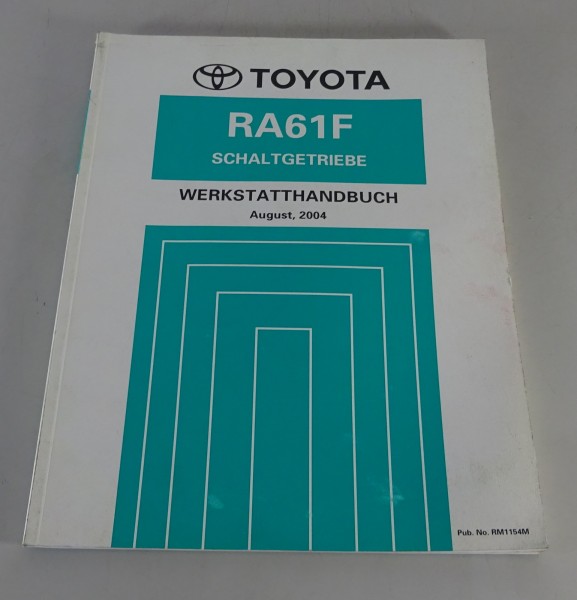 TOYOTA
RA61F
SCHALTGETRIEBE
WERKSTATTHANDBUCH
August, 2004
Pub. No. RM1154M